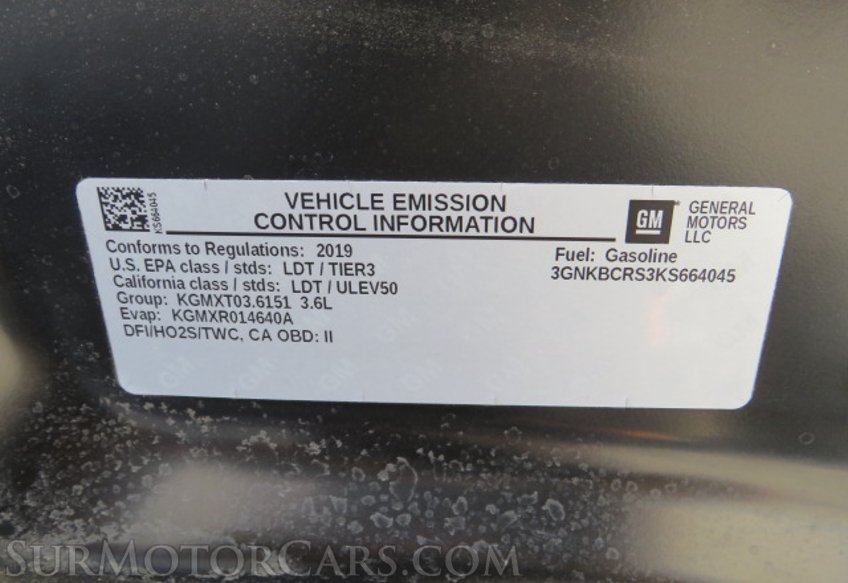 KS664045
VEHICLE EMISSION
CONTROL INFORMATION
GM
GENERAL
MOTORS
LLC
Conforms to Regulations: 2019
U.S. EPA class / stds: LDT / TIER3
California class / stds: LDT / ULEV50
Group: KGMXT03.6151 3.6L
Evap: KGMXR014640A
DFI/HO2S/TWC, CA OBD: II
Fuel: Gasoline
3GNKBCRS3KS664045
SurMotorCars.com